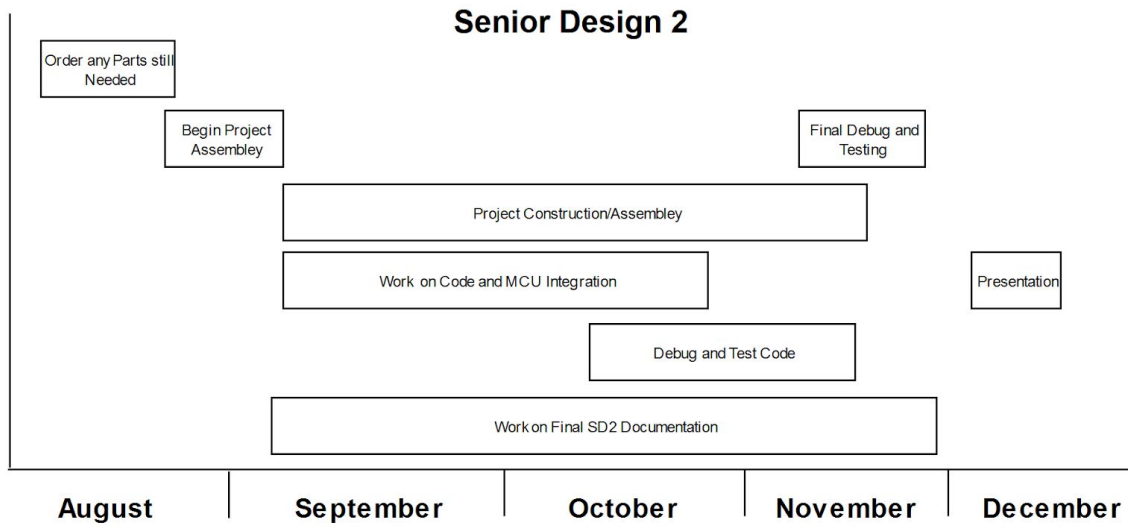 Senior Design 2
Order any Parts still
Needed
Begin Project
Assembley
Final Debug and
Testing
Project Construction/Assembley
Work on Code and MCU Integration
Presentation
Debug and Test Code
Work on Final SD2 Documentation
August
September
October
November
December